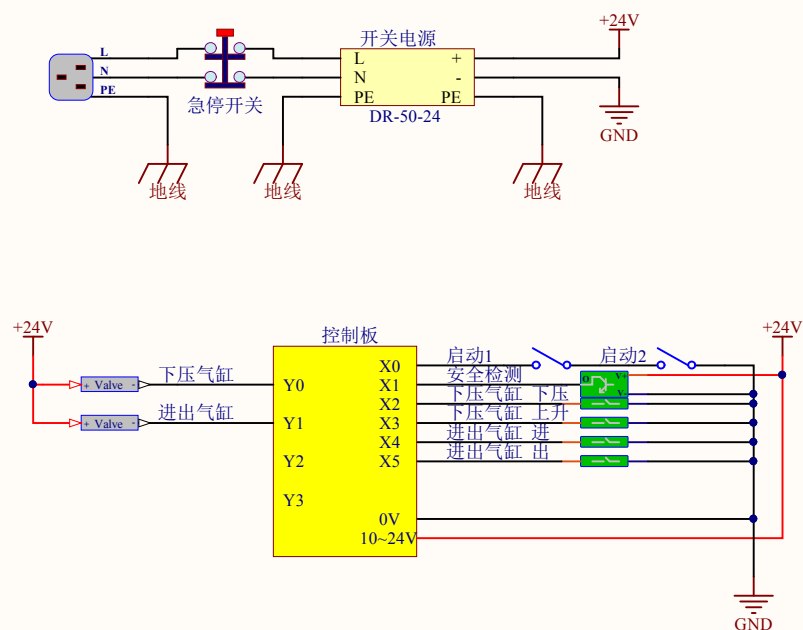 +24V
开关电源
L
L
+
N
N
-
PE
PE
PE
急停开关
DR-50-24
GND
地线
地线
地线
+24V
控制板
+24V
启动1
启动2
X0
安全检测
下压气缸
+ Valve -
Y0
X1
O
V+
V-
下压气缸 下压
X2
进出气缸
+ Valve -
Y1
下压气缸 上升
X3
进出气缸 进
Y2
X4
进出气缸 出
X5
Y3
0V
10~24V
GND